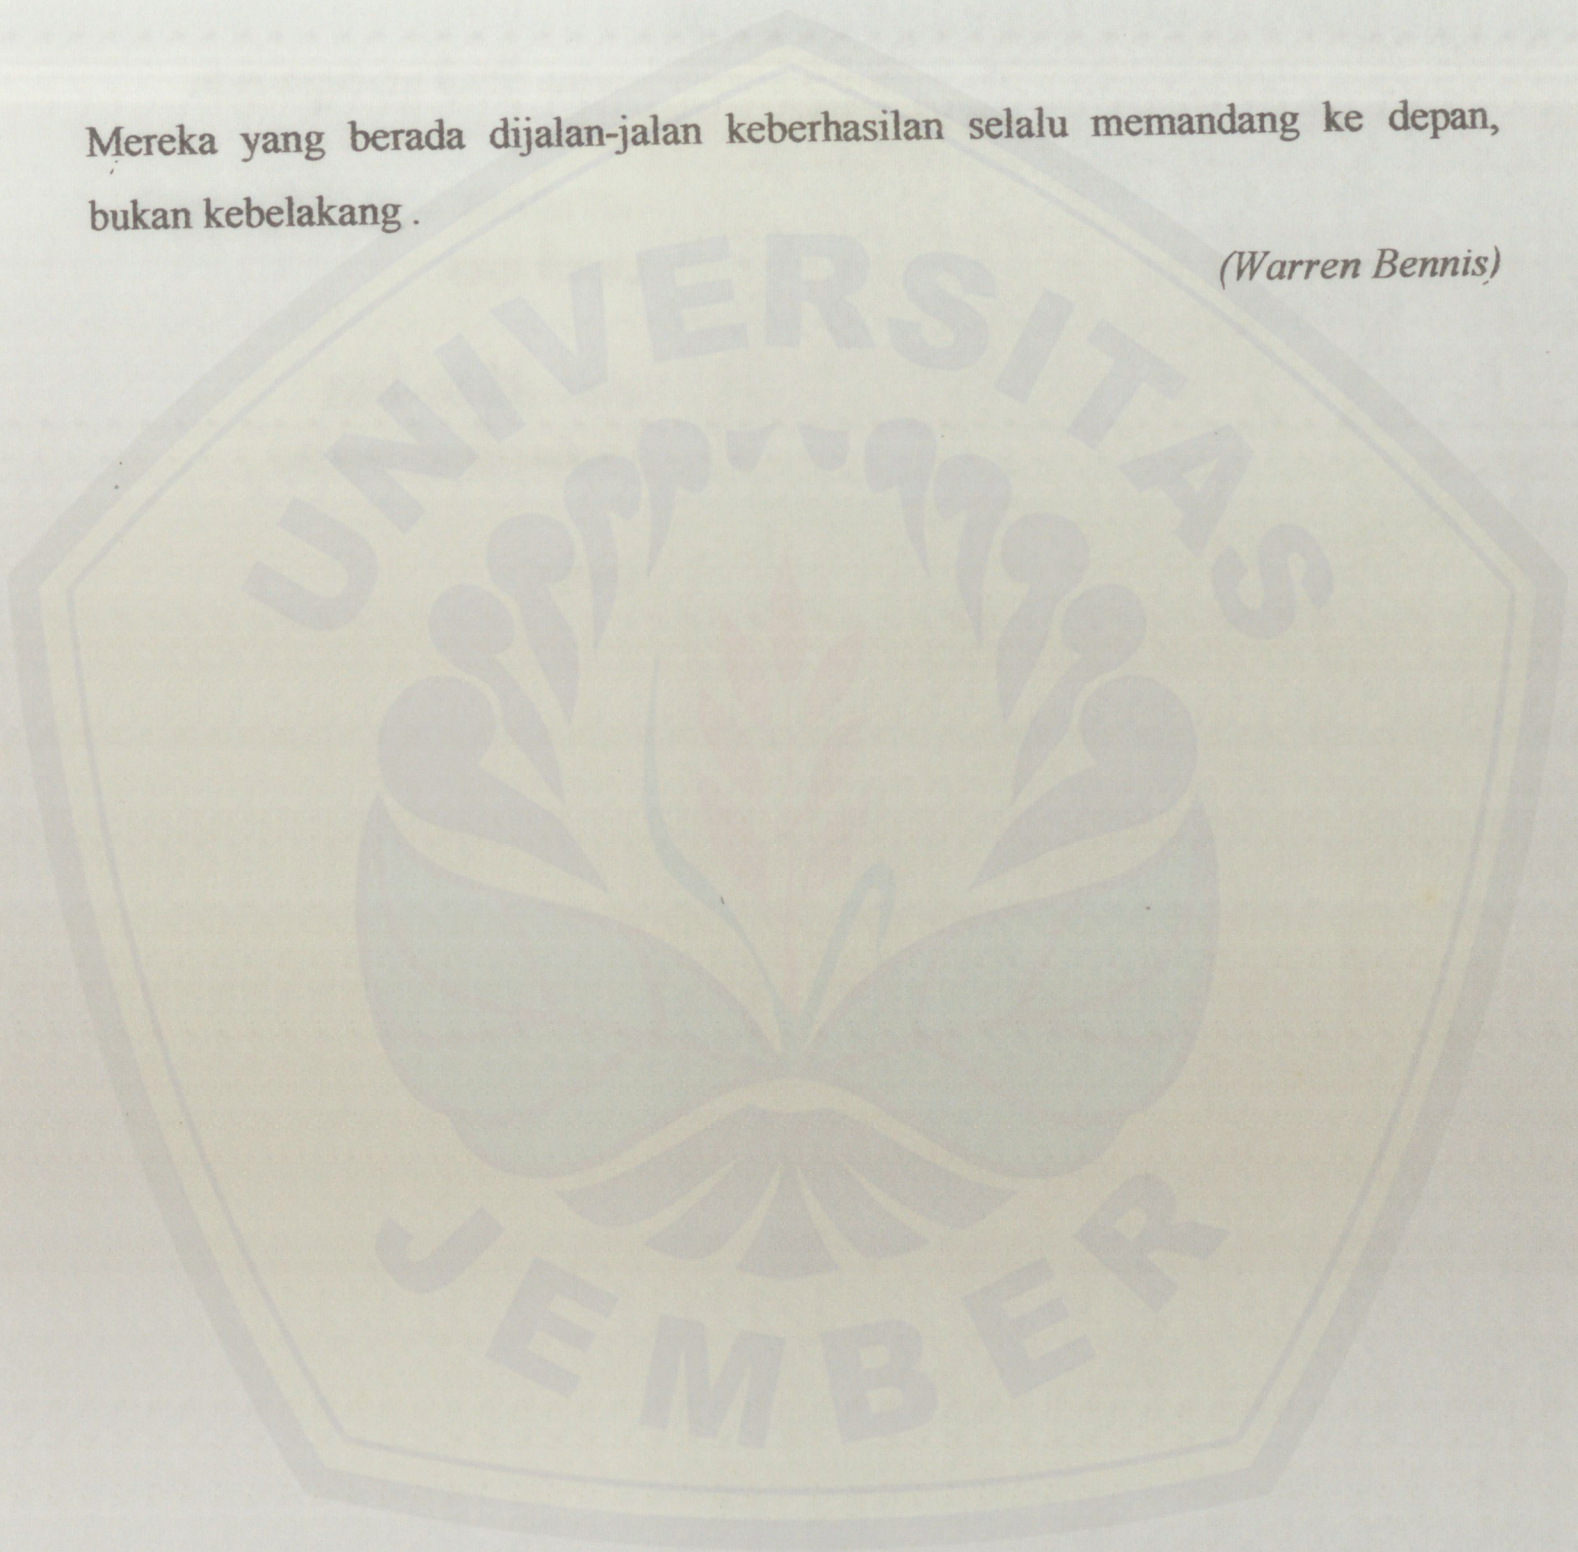 Mereka yang berada dijalan-jalan keberhasilan selalu memandang ke depan,
bukan kebelakang .
(Warren Bennis)
UNIVERSITAS
JEMBER